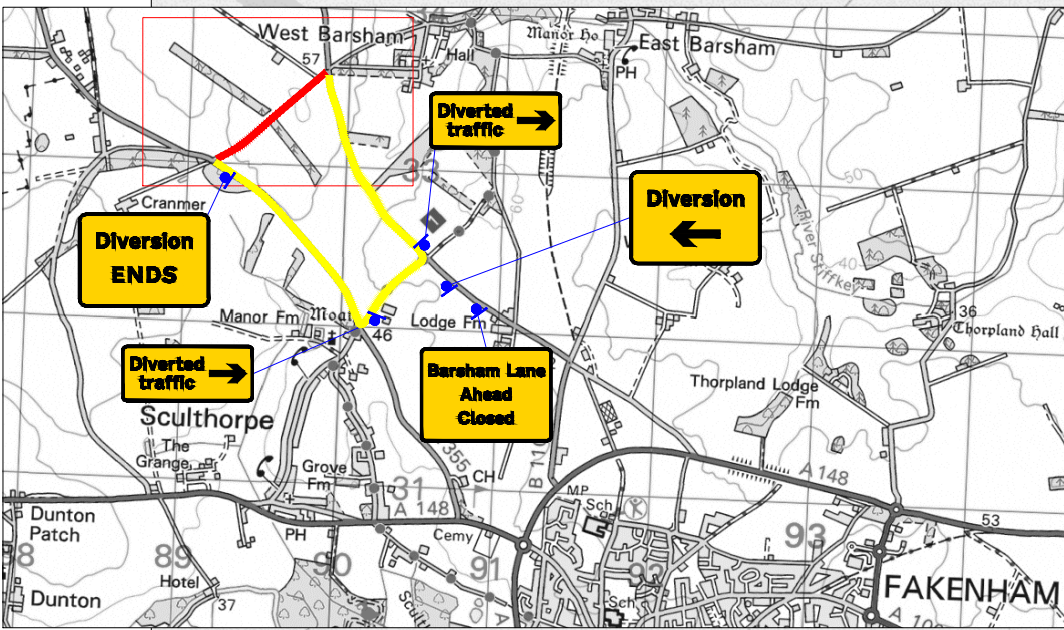 West Barsham
57
Hall
Manor Ho
East Barsham
PH
Diverted
traffic
33
60
50
Diversion
Cranmer
Diversion
ENDS
River Stiffkey
40
Manor Fm
Moat
46
Lodge Fm
36
Thorpland Hall
Diverted
traffic
Barsham Lane
Ahead
Closed
Thorpland Lodge
Fm
Sculthorpe
The
Grange
355
CH
B 110
A 148
Grove
Fm
31
A 148
MP
Sch
93
53
Dunton
Patch
PH
Cemy
89
90
91
92
Hotel
FAKENHAM
Dunton
37
Sch
A